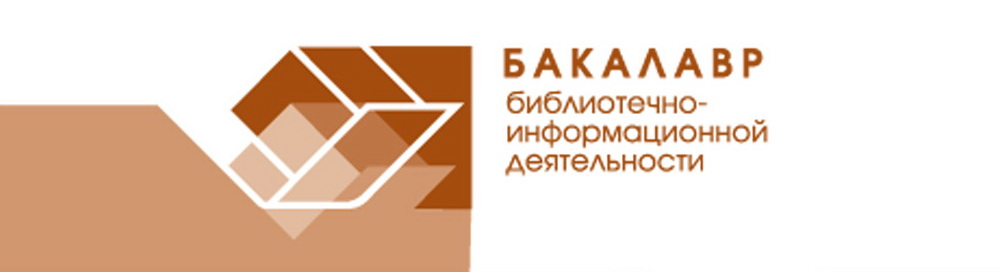 БАКАЛАВР
библиотечно-
информационной
деятельности